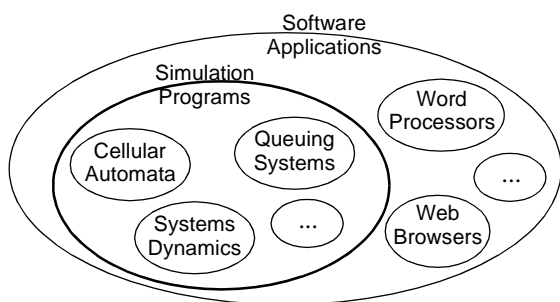 Software
Applications
Simulation
Programs
Word
Processors
Queuing
Systems
Cellular
Automata
...
...
Systems
Dynamics
Web
Browsers